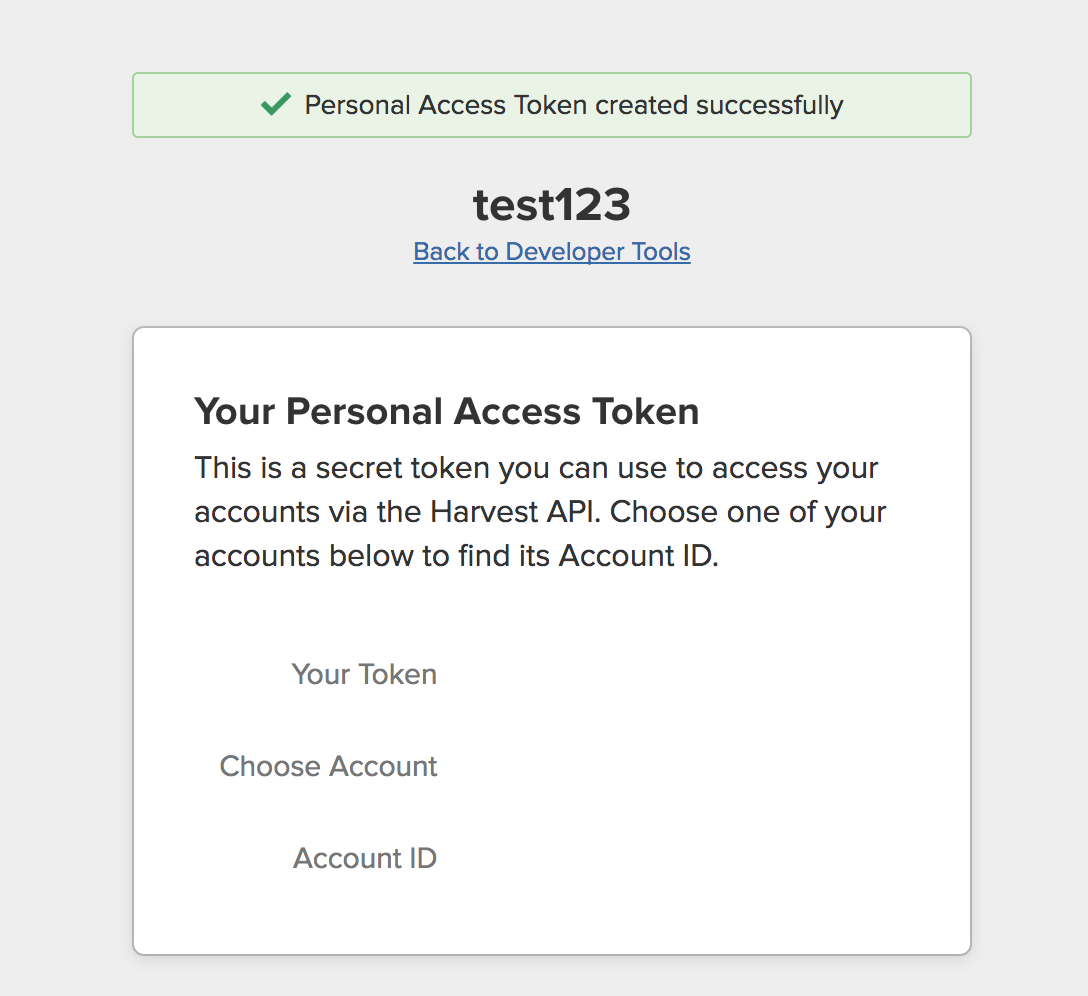 Personal Access Token created successfully
test123
Back to Developer Tools
Your Personal Access Token
This is a secret token you can use to access your
accounts via the Harvest API. Choose one of your
accounts below to find its Account ID.
Your Token
Choose Account
Account ID